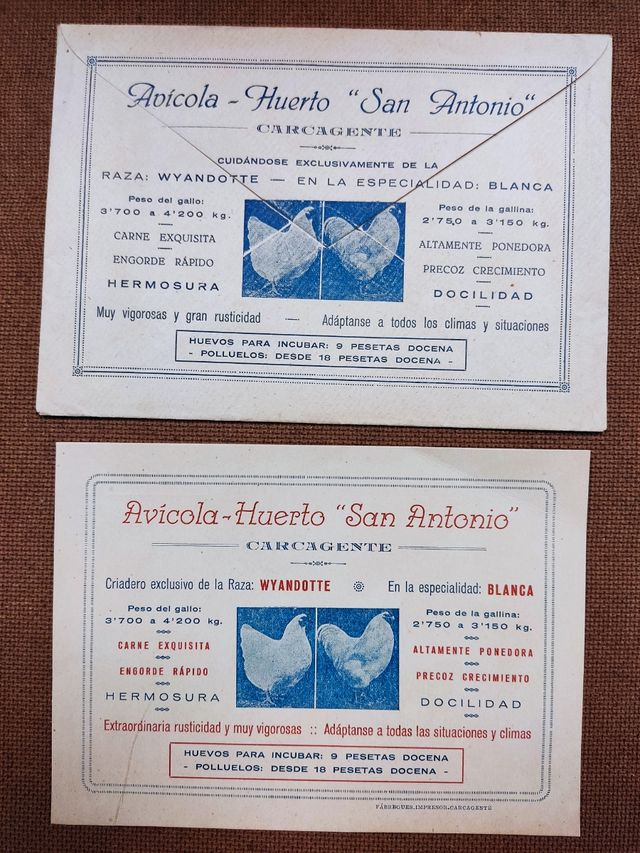 Avícola - Huerto "San Antonio"
CARCAGENTE
CUIDÁNDOSE EXCLUSIVAMENTE DE LA
RAZA: WYANDOTTE — EN LA ESPECIALIDAD: BLANCA
Peso del gallo:
3'700 a 4'200 kg.
CARNE EXQUISITA
ENGORDE RÁPIDO
HERMOSURA
Peso de la gallina:
2'750 a 3'150 kg.
ALTAMENTE PONEDORA
PRECOZ CRECIMIENTO
DOCILIDAD
Muy vigorosas y gran rusticidad — Adáptanse a todos los climas y situaciones
HUEVOS PARA INCUBAR: 9 PESETAS DOCENA
- POLLUELOS: DESDE 18 PESETAS DOCENA -
Avícola-Huerto "San Antonio"
CARCAGENTE
Criadero exclusivo de la Raza: WYANDOTTE En la especialidad: BLANCA
Peso del gallo:
3'700 a 4'200 kg.
CARNE EXQUISITA
ENGORDE RÁPIDO
HERMOSURA
Peso de la gallina:
2'750 a 3'150 kg.
ALTAMENTE PONEDORA
PRECOZ CRECIMIENTO
DOCILIDAD
Extraordinaria rusticidad y muy vigorosas :: Adáptanse a todas las situaciones y climas
HUEVOS PARA INCUBAR: 9 PESETAS DOCENA
- POLLUELOS: DESDE 18 PESETAS DOCENA -
CARCAGENTE